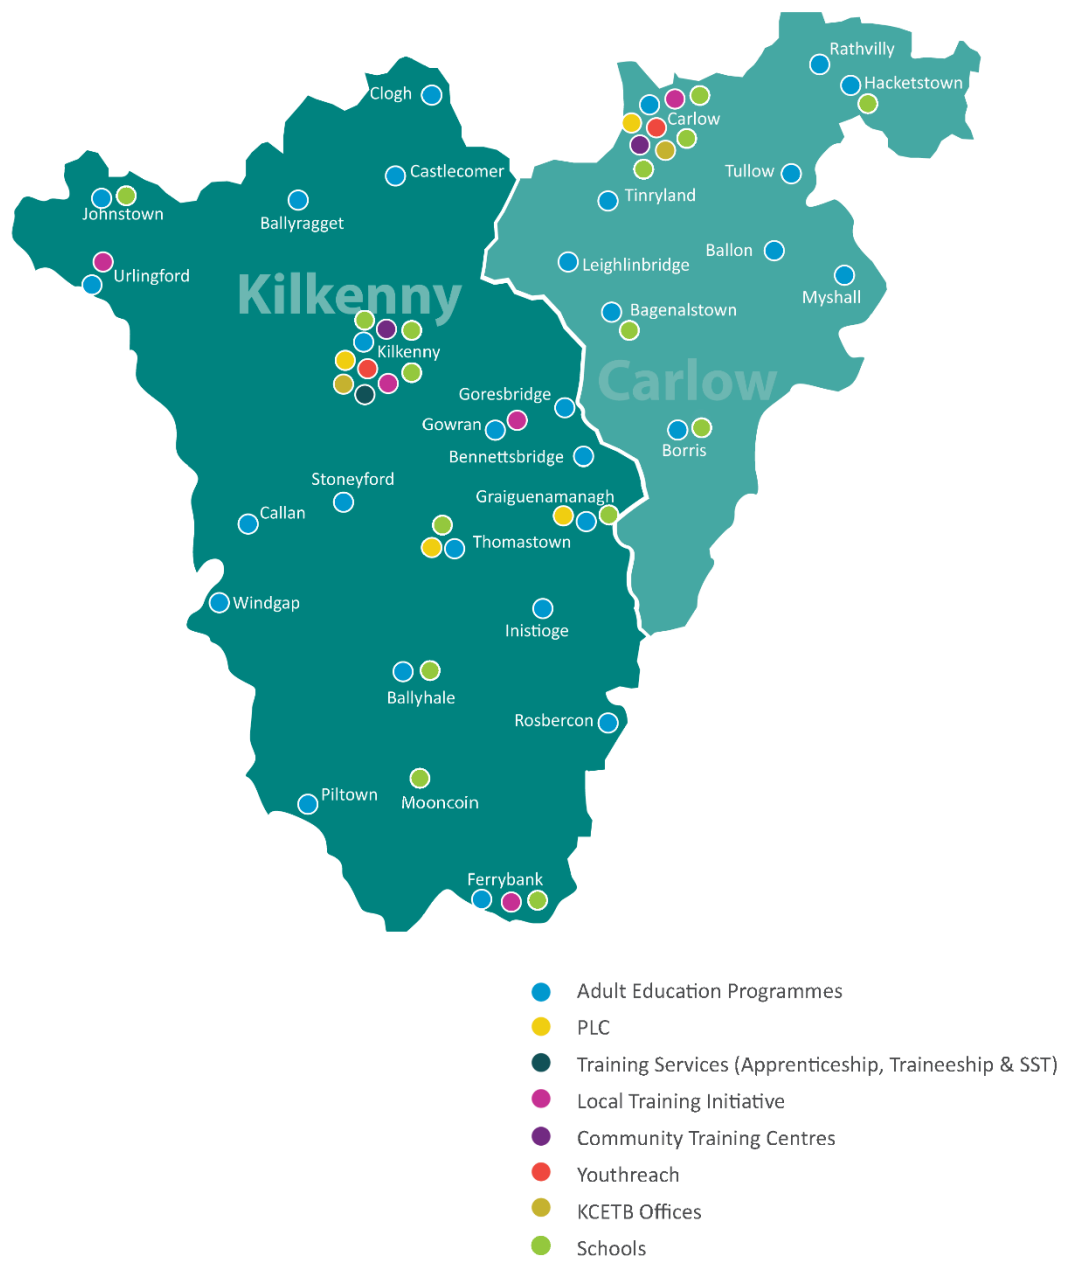 Rathvilly
Hacketstown
Clogh
Carlow
Castlecomer
Tullow
Tinryland
Johnstown
Ballyragget
Ballon
Leighlinbridge
Urlingford
Myshall
Kilkenny
Bagenalstown
Kilkenny
Carlow
Goresbridge
Gowran
Borris
Bennettsbridge
Stoneyford
Graiguenamanagh
Callan
Thomastown
Windgap
Inistioge
Ballyhale
Rosbercon
Piltown
Mooncoin
Ferrybank
Adult Education Programmes
PLC
Training Services (Apprenticeship, Traineeship & SST)
Local Training Initiative
Community Training Centres
Youthreach
KCETB Offices
Schools